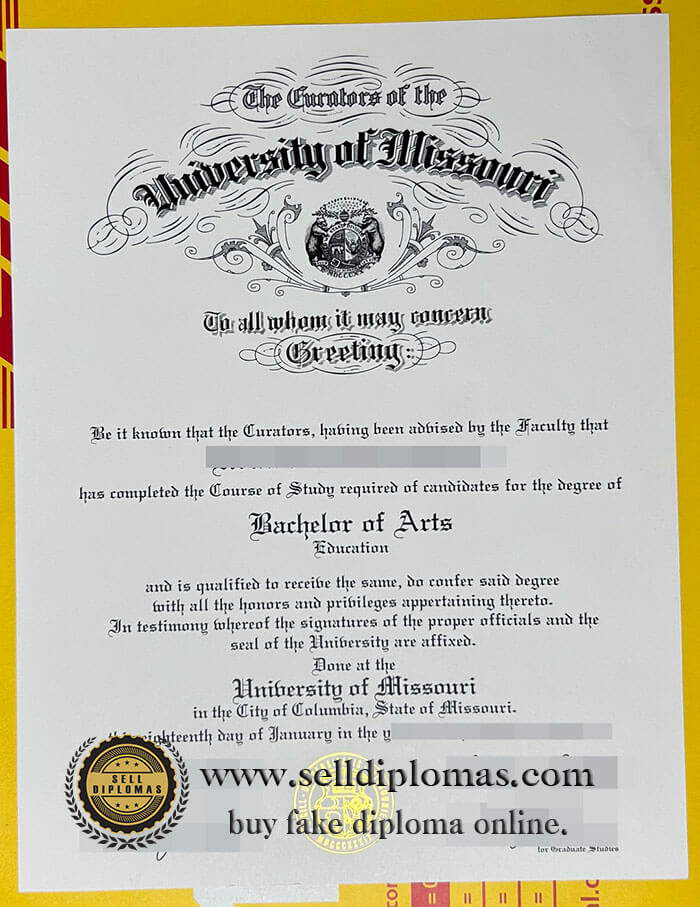 The Curators of the
University of Missouri
MDCCCXX
To all whom it may concern
Greeting:
Be it known that the Curators, having been advised by the Faculty that
has completed the Course of Study required of candidates for the degree of
Bachelor of Arts
Education
and is qualified to receive the same, do confer said degree
with all the honors and privileges appertaining thereto.
In testimony whereof the signatures of the proper officials and the
seal of the University are affixed.
Done at the
University of Missouri
in the City of Columbia, State of Missouri.
eighteenth day of January in the
SELL
DIPLOMAS
www.selldiplomas.com
buy fake diploma online.
for Graduate Studies